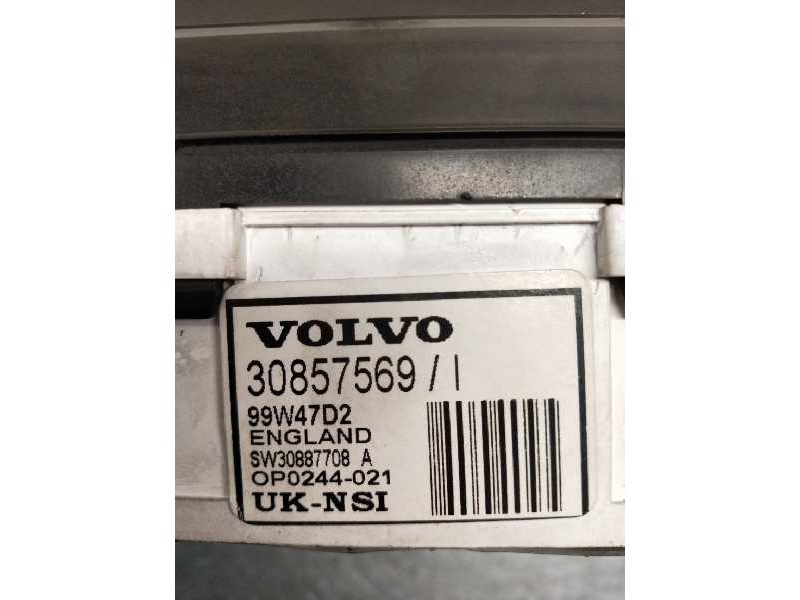 VOLVO
30857569 / I
99W47D2
ENGLAND
SW30887708 A
OP0244-021
UK-NSI